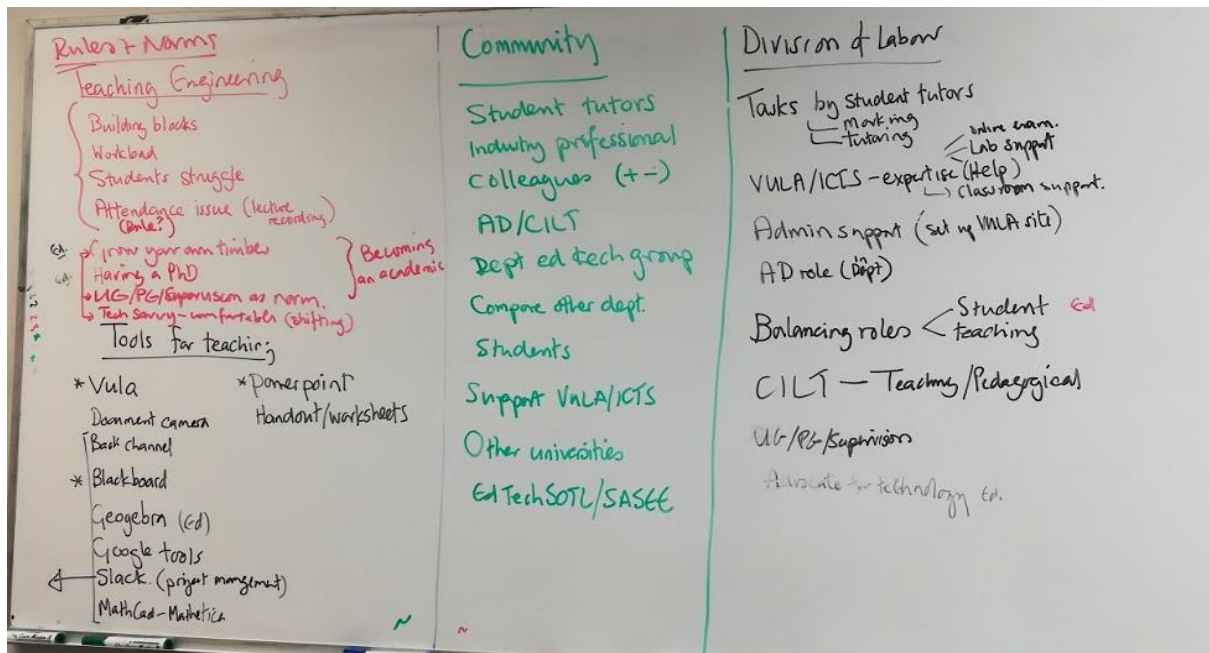 Rules + Norms
Teaching Engineering
Building blocks
Workload
Students struggle
Attendance issue (lecture recording)
(Role?)
Ed. Grow your own timber
Ed. Having a PhD
UG/PG/Supervision as norm.
Tech Savvy - comfortable (shifting)
Becoming an academic
Tools for teaching
* Vula
* Powerpoint
Document camera
Handout/worksheets
Back channel
* Blackboard
Geogebra (Ed)
Google tools
Slack. (project management)
MathCad - Mathetica
Community
Student tutors
Industry professional
Colleagues (+ -)
AD/CILT
Dept ed tech group
Compare other dept.
Students
Support VULA/ICTS
Other universities
EdTechSOTL/SASEE
Division of Labour
Tasks by student tutors
marking
tutoring
online exam.
Lab support
VULA/ICTS - expertise (Help)
classroom support.
Admin support (set up VULA site)
AD role (in Dept)
Balancing roles
Student Ed
teaching
CILT - Teaching/Pedagogical
UG/PG/Supervisors
Advocate for technology Ed.